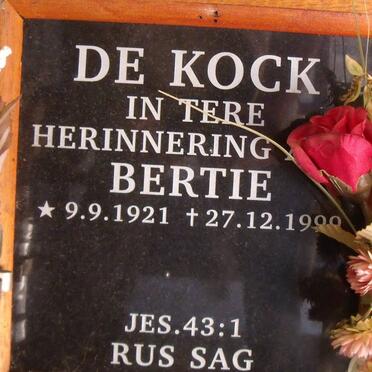 DE KOCK
IN TERE
HERINNERING
BERTIE
★ 9.9.1921 † 27.12.1999
JES.43:1
RUS SAG